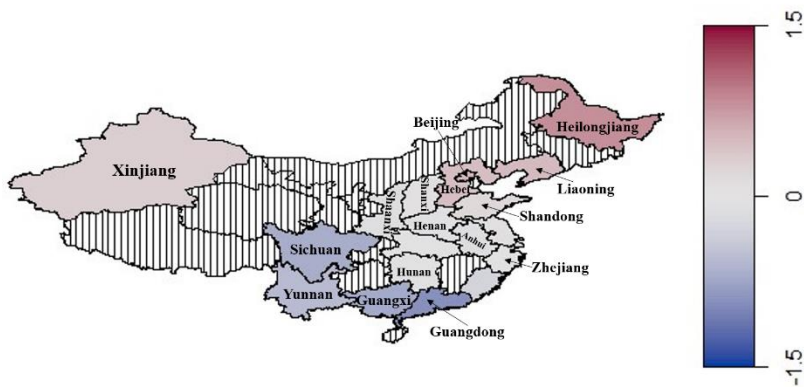 1.5
Beijing
Heilongjiang
Xinjiang
Liaoning
Hebei
Shanxi
Shaanxi
0
Shandong
Henan
Anhui
Sichuan
Zhejiang
Hunan
Yunnan
Guangxi
Guangdong
-1.5